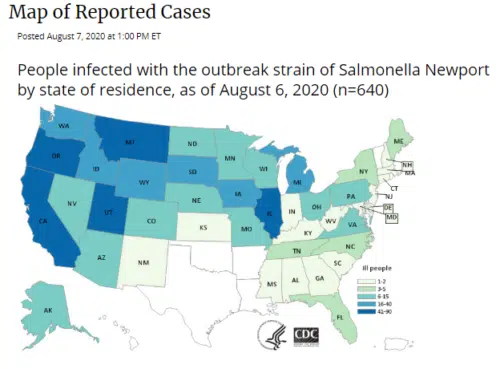 Map of Reported Cases
Posted August 7, 2020 at 1:00 PM ET
People infected with the outbreak strain of Salmonella Newport
by state of residence, as of August 6, 2020 (n=640)
WA
MT
ND
ME
OR
MN
ID
SD
WI
NY
NH
MA
WY
MI
CT
NV
NE
IA
PA
NJ
IL
IN
OH
DE
UT
CO
MD
CA
KS
MO
KY
WV
VA
TN
NC
AZ
NM
SC
MS
AL
GA
AK
FL
Ill people
1-2
3-5
6-15
16-40
41-90
CDC